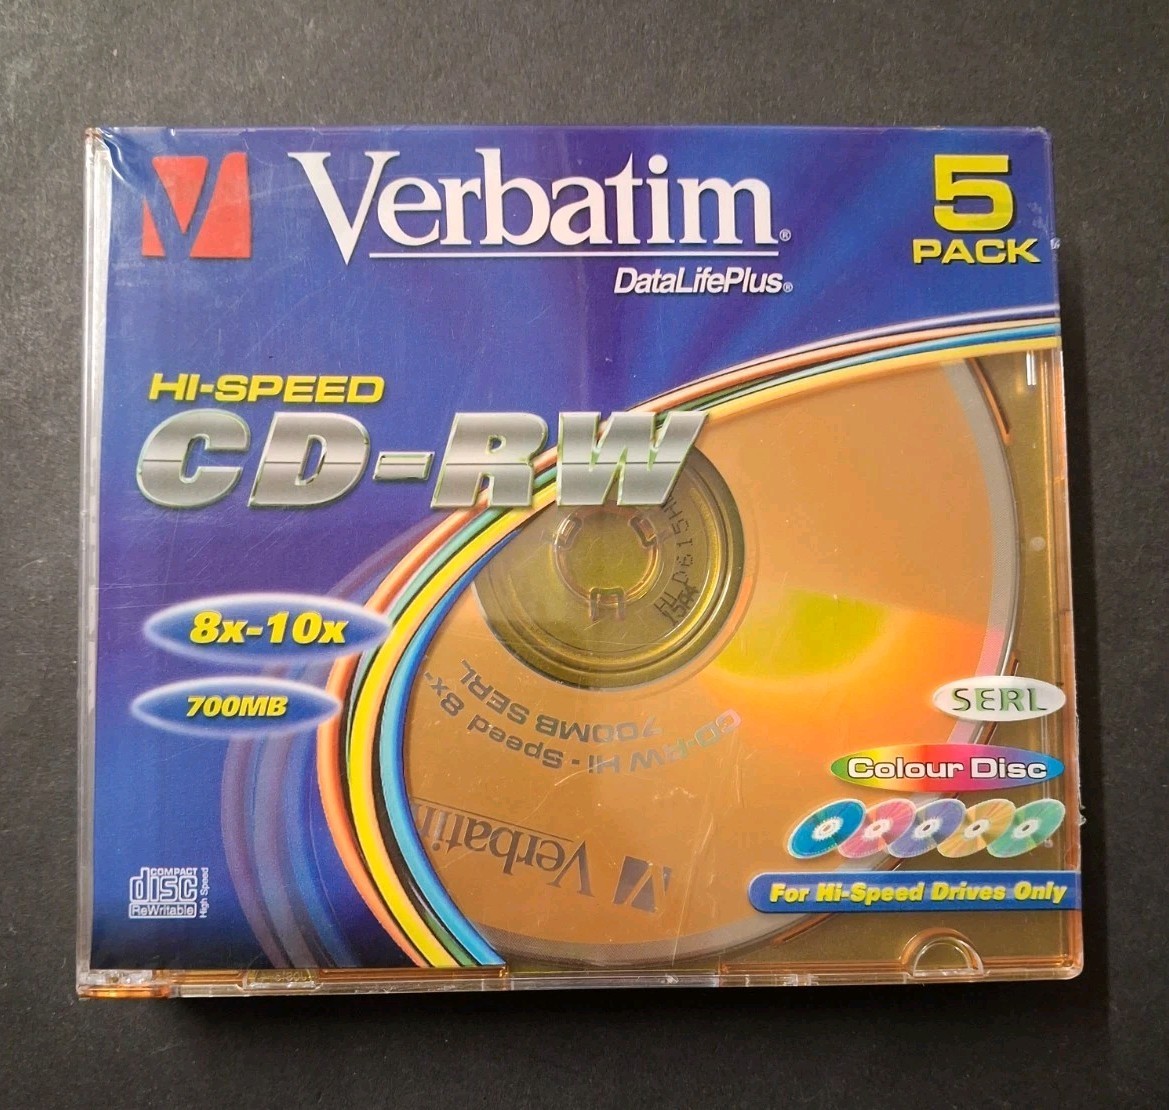 Verbatim®
DataLifePlus®
5
PACK
HI-SPEED
CD-RW
8x-10x
700MB
SERL
Colour Disc
For Hi-Speed Drives Only
COMPACT
disc
ReWritable
High Speed
CD-RW Hi-Speed 8x-
700MB SERL
Verbatim